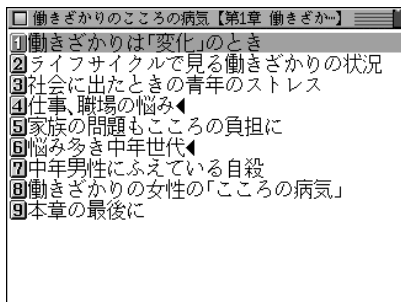 働きざかりのこころの病気【第1章 働きざか…】
1働きざかりは「変化」のとき
2ライフサイクルで見る働きざかりの状況
3社会に出たときの青年のストレス
4仕事、職場の悩み◀
5家族の問題もこころの負担に
6悩み多き中年世代◀
7中年男性にふえている自殺
8働きざかりの女性の「こころの病気」
9本章の最後に